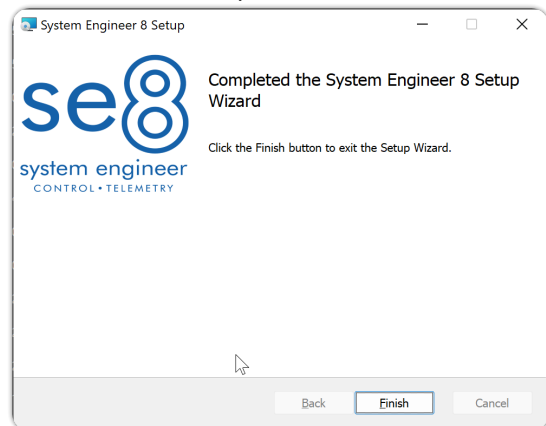 System Engineer 8 Setup
se8
system engineer
CONTROL • TELEMETRY
Completed the System Engineer 8 Setup
Wizard
Click the Finish button to exit the Setup Wizard.
Back
Finish
Cancel